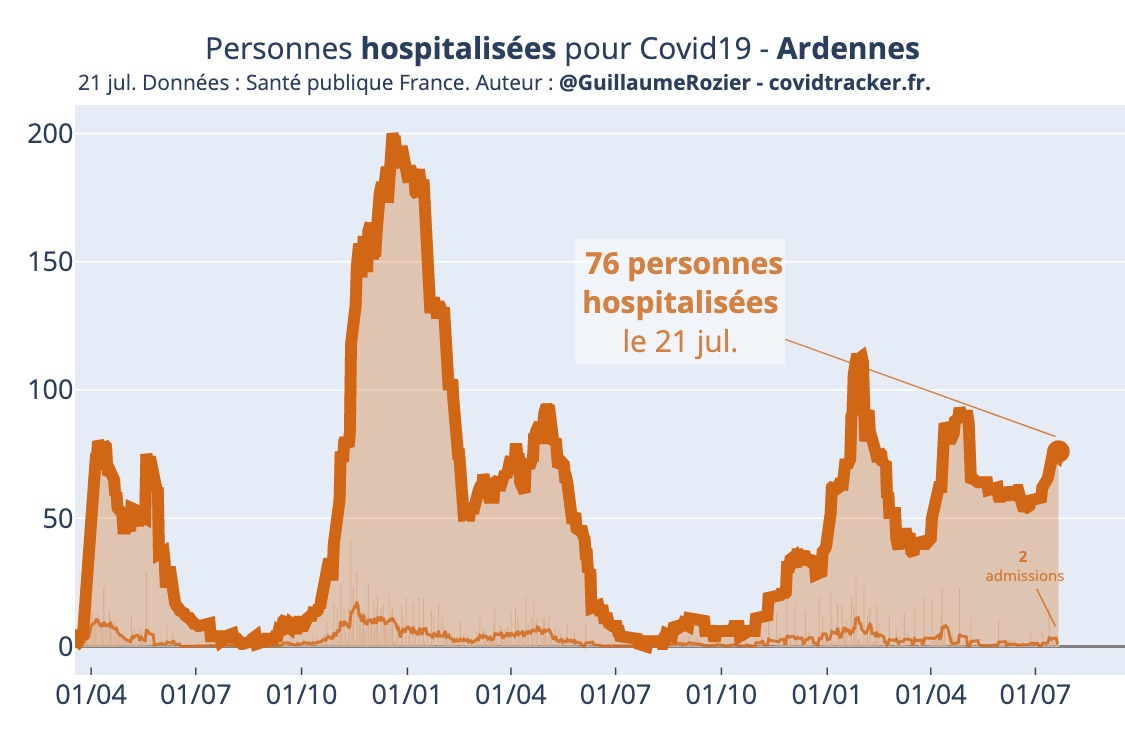 Personnes hospitalisées pour Covid19 - Ardennes
21 jul. Données : Santé publique France. Auteur : @GuillaumeRozier - covidtracker.fr.
200
150
100
50
0
76 personnes
hospitalisées
le 21 jul.
2
admissions
01/04 01/07 01/10 01/01 01/04 01/07 01/10 01/01 01/04 01/07